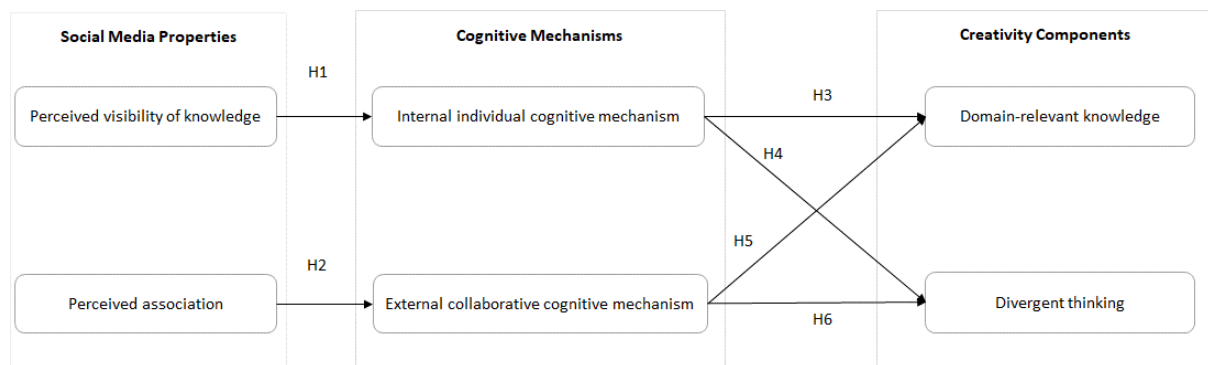 Social Media Properties
Cognitive Mechanisms
Creativity Components
H1
H3
Perceived visibility of knowledge
Internal individual cognitive mechanism
Domain-relevant knowledge
H4
H5
H2
Perceived association
External collaborative cognitive mechanism
Divergent thinking
H6